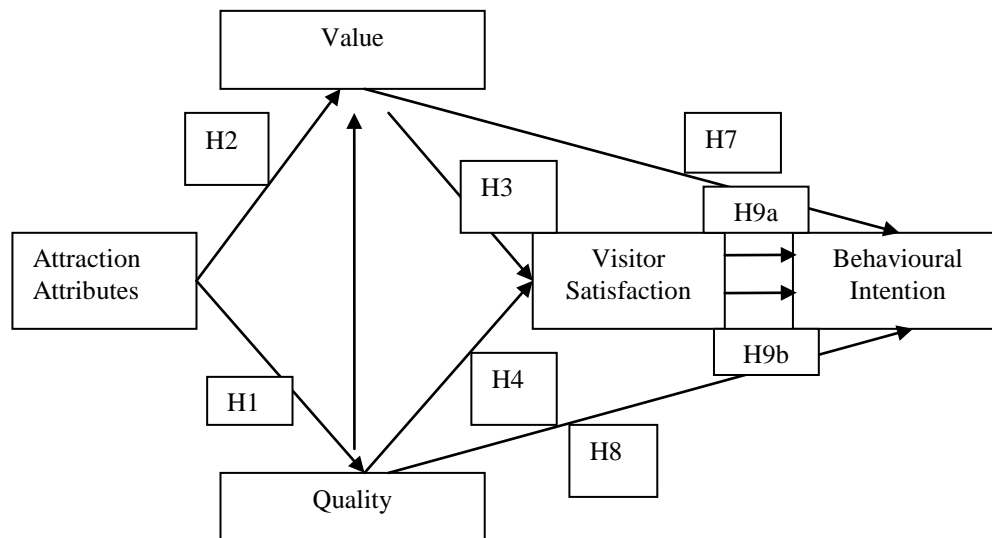 Value
H2
H7
H3
H9a
Attraction
Attributes
Visitor
Satisfaction
Behavioural
Intention
H9b
H4
H1
H8
Quality